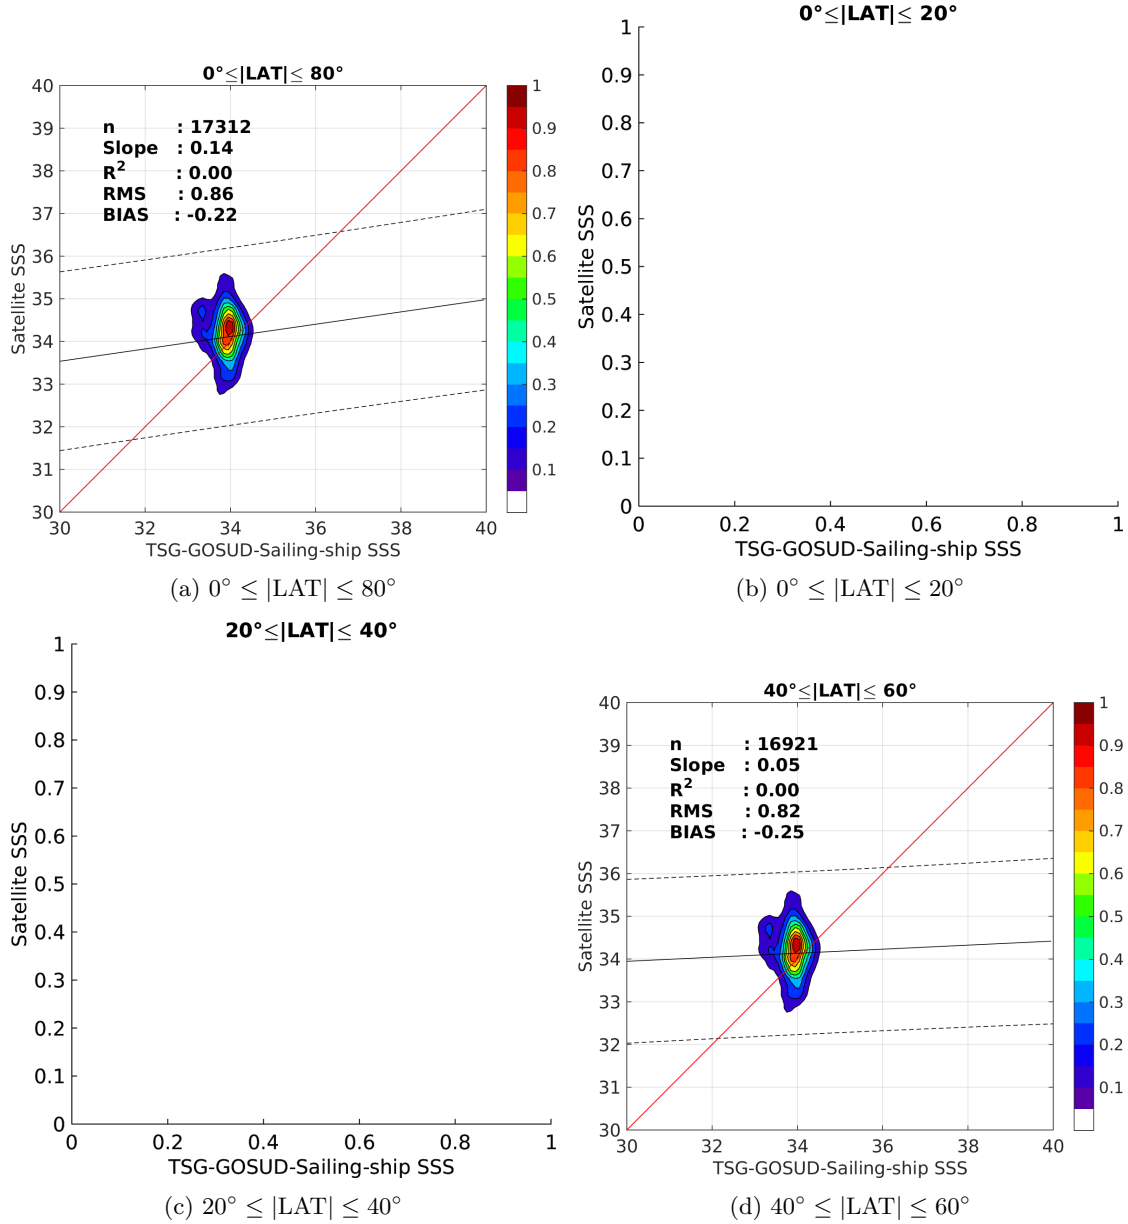 0°≤|LAT|≤ 80°
40
39
38
37
36
35
34
33
32
31
30
30 32 34 36 38 40
Satellite SSS
TSG-GOSUD-Sailing-ship SSS
n : 17312
Slope : 0.14
R² : 0.00
RMS : 0.86
BIAS : -0.22
1
0.9
0.8
0.7
0.6
0.5
0.4
0.3
0.2
0.1
(a) 0° ≤ |LAT| ≤ 80°
0°≤|LAT|≤ 20°
1
0.9
0.8
0.7
0.6
0.5
0.4
0.3
0.2
0.1
0
0 0.2 0.4 0.6 0.8 1
Satellite SSS
TSG-GOSUD-Sailing-ship SSS
(b) 0° ≤ |LAT| ≤ 20°
20°≤|LAT|≤ 40°
1
0.9
0.8
0.7
0.6
0.5
0.4
0.3
0.2
0.1
0
0 0.2 0.4 0.6 0.8 1
Satellite SSS
TSG-GOSUD-Sailing-ship SSS
(c) 20° ≤ |LAT| ≤ 40°
40°≤|LAT|≤ 60°
40
39
38
37
36
35
34
33
32
31
30
30 32 34 36 38 40
Satellite SSS
TSG-GOSUD-Sailing-ship SSS
n : 16921
Slope : 0.05
R² : 0.00
RMS : 0.82
BIAS : -0.25
1
0.9
0.8
0.7
0.6
0.5
0.4
0.3
0.2
0.1
(d) 40° ≤ |LAT| ≤ 60°